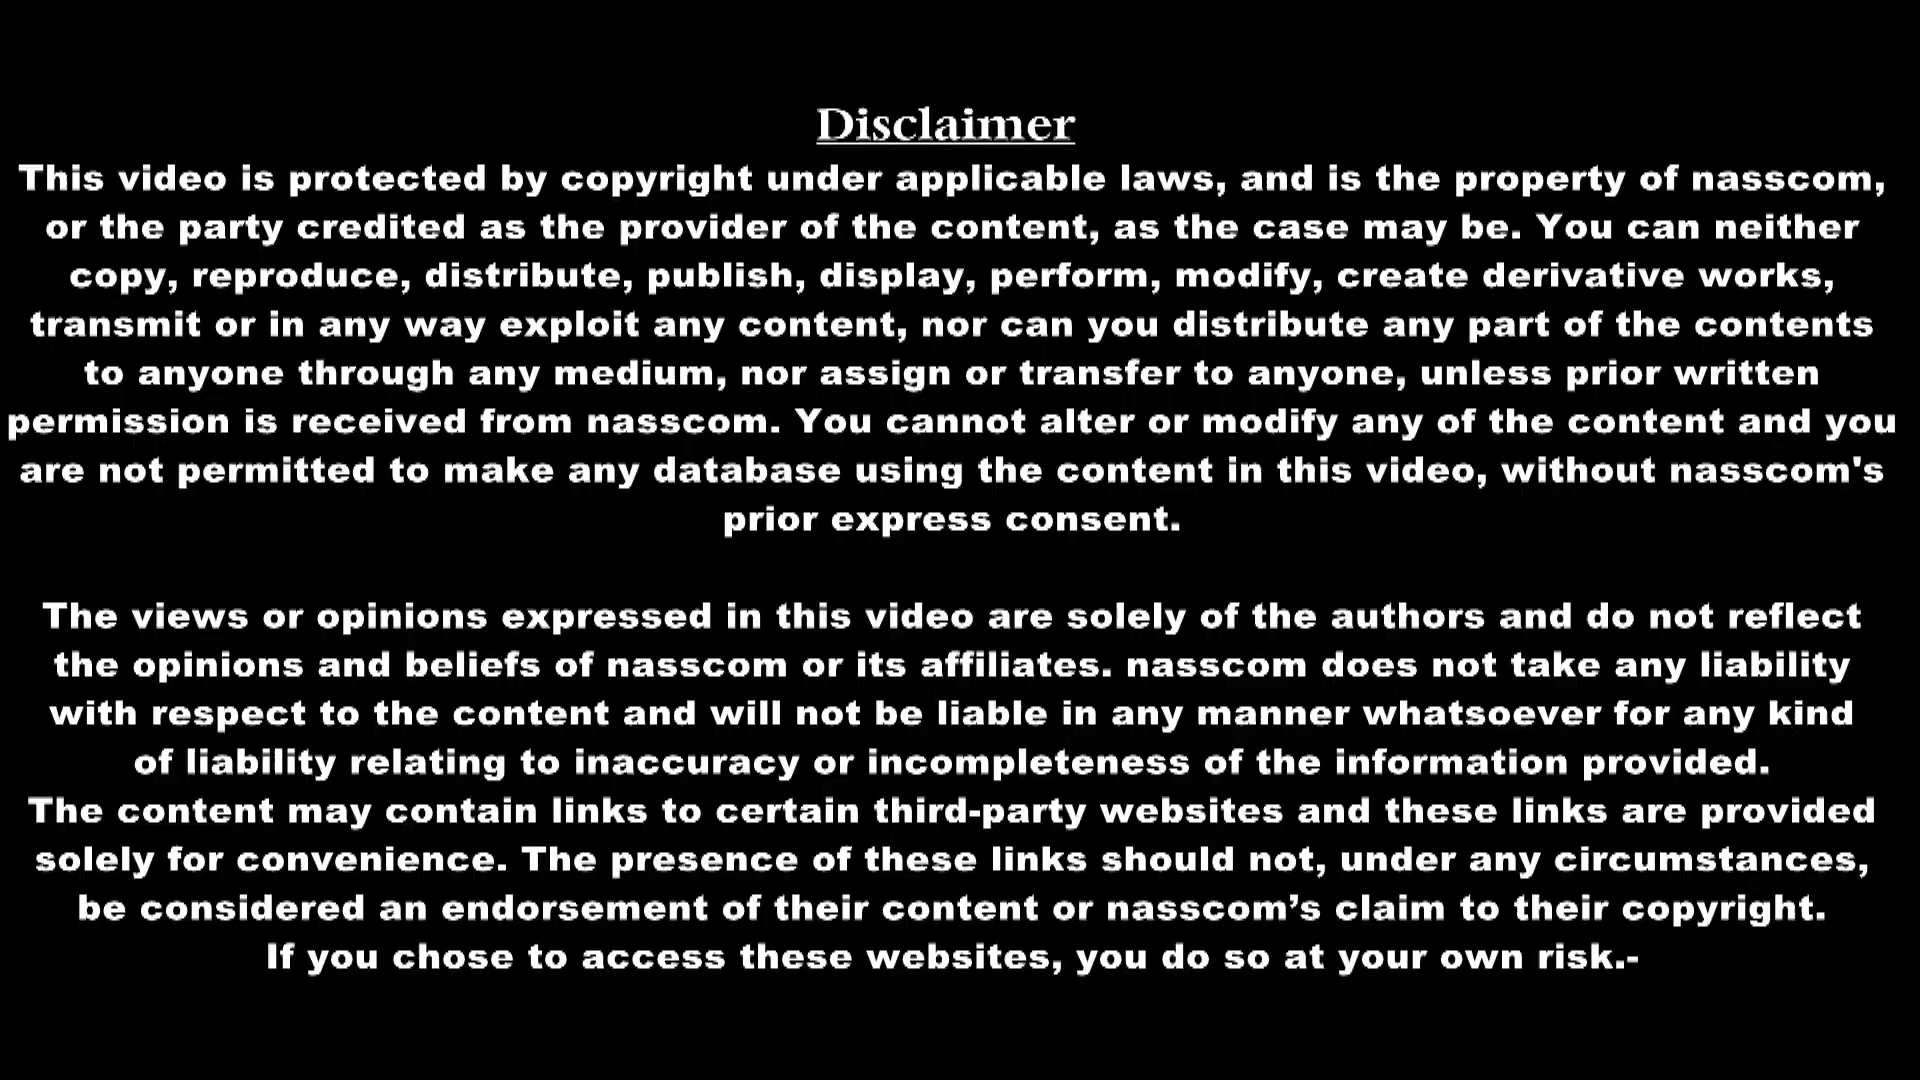 Disclaimer
This video is protected by copyright under applicable laws, and is the property of nasscom,
or the party credited as the provider of the content, as the case may be. You can neither
copy, reproduce, distribute, publish, display, perform, modify, create derivative works,
transmit or in any way exploit any content, nor can you distribute any part of the contents
to anyone through any medium, nor assign or transfer to anyone, unless prior written
permission is received from nasscom. You cannot alter or modify any of the content and you
are not permitted to make any database using the content in this video, without nasscom's
prior express consent.
The views or opinions expressed in this video are solely of the authors and do not reflect
the opinions and beliefs of nasscom or its affiliates. nasscom does not take any liability
with respect to the content and will not be liable in any manner whatsoever for any kind
of liability relating to inaccuracy or incompleteness of the information provided.
The content may contain links to certain third-party websites and these links are provided
solely for convenience. The presence of these links should not, under any circumstances,
be considered an endorsement of their content or nasscom’s claim to their copyright.
If you chose to access these websites, you do so at your own risk.-